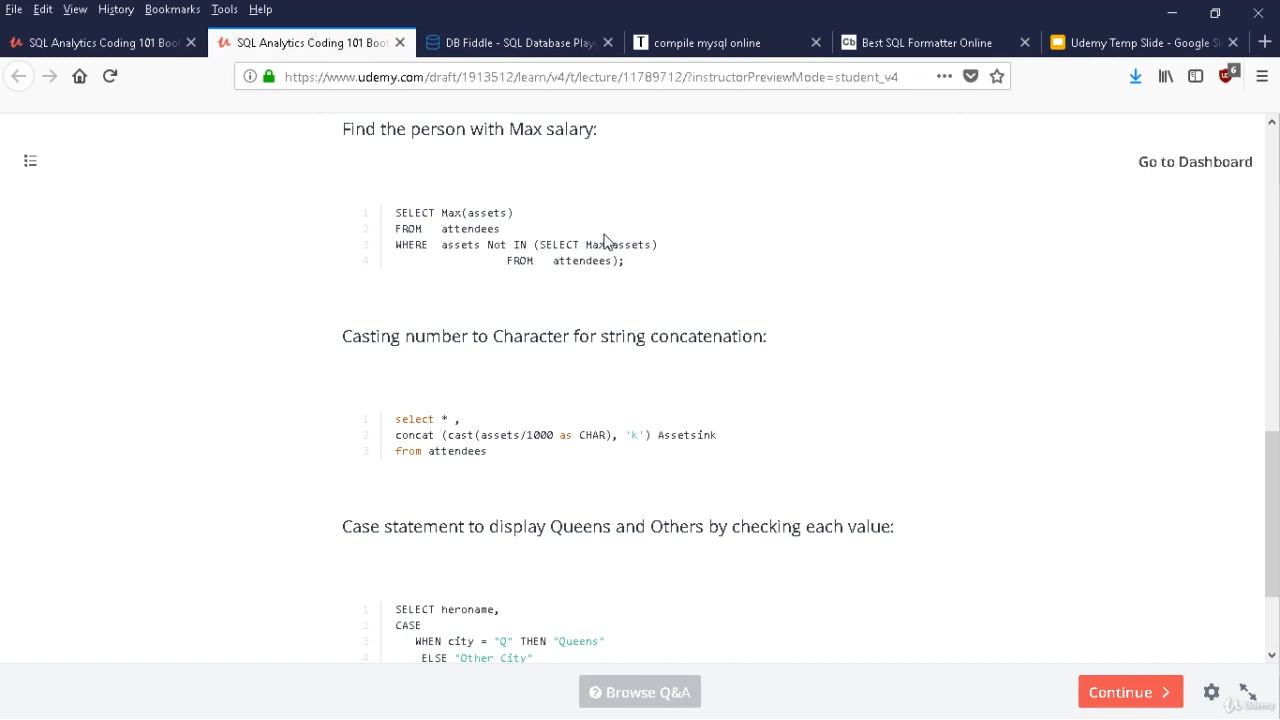 File Edit View History Bookmarks Tools Help
SQL Analytics Coding 101 Boot
SQL Analytics Coding 101 Boot
DB Fiddle - SQL Database Play
T compile mysql online
Cb Best SQL Formatter Online
Udemy Temp Slide - Google S
https://www.udemy.com/draft/1913512/learn/v4/t/lecture/11789712/?instructorPreviewMode=student_v4
6
Find the person with Max salary:
Go to Dashboard
1 SELECT Max(assets)
2 FROM attendees
3 WHERE assets Not IN (SELECT Max(assets)
4 FROM attendees);
Casting number to Character for string concatenation:
1 select * ,
2 concat (cast(assets/1000 as CHAR), 'k') Assetsink
3 from attendees
Case statement to display Queens and Others by checking each value:
1 SELECT heroname,
2 CASE
3 WHEN city = "Q" THEN "Queens"
4 ELSE "Other City"
? Browse Q&A
Continue
Udemy